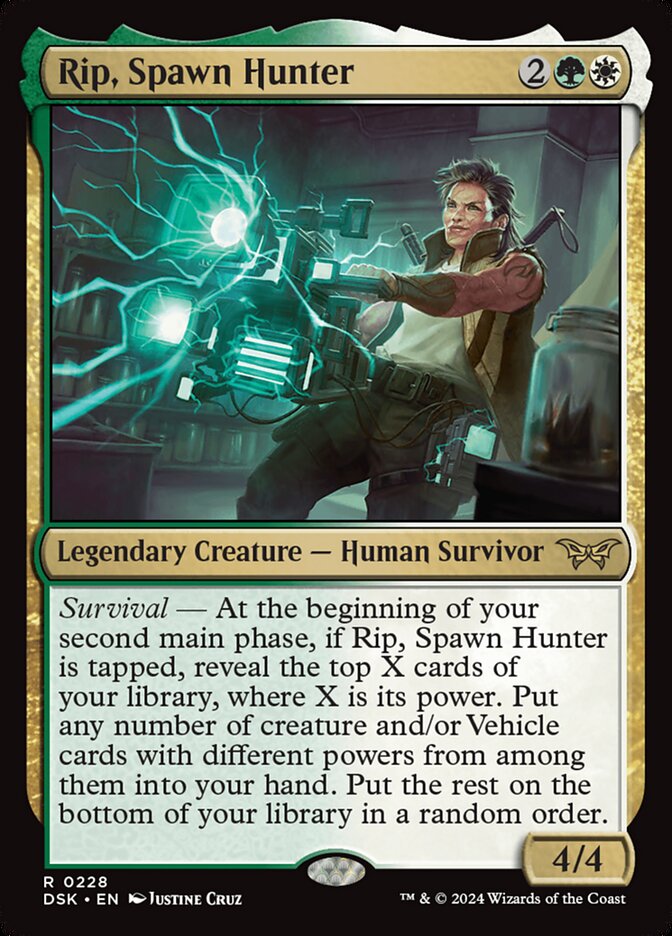 Rip, Spawn Hunter 2
Legendary Creature — Human Survivor
Survival — At the beginning of your
second main phase, if Rip, Spawn Hunter
is tapped, reveal the top X cards of
your library, where X is its power. Put
any number of creature and/or Vehicle
cards with different powers from among
them into your hand. Put the rest on the
bottom of your library in a random order.
4/4
R 0228
DSK • EN Justine Cruz
™ & © 2024 Wizards of the Coast